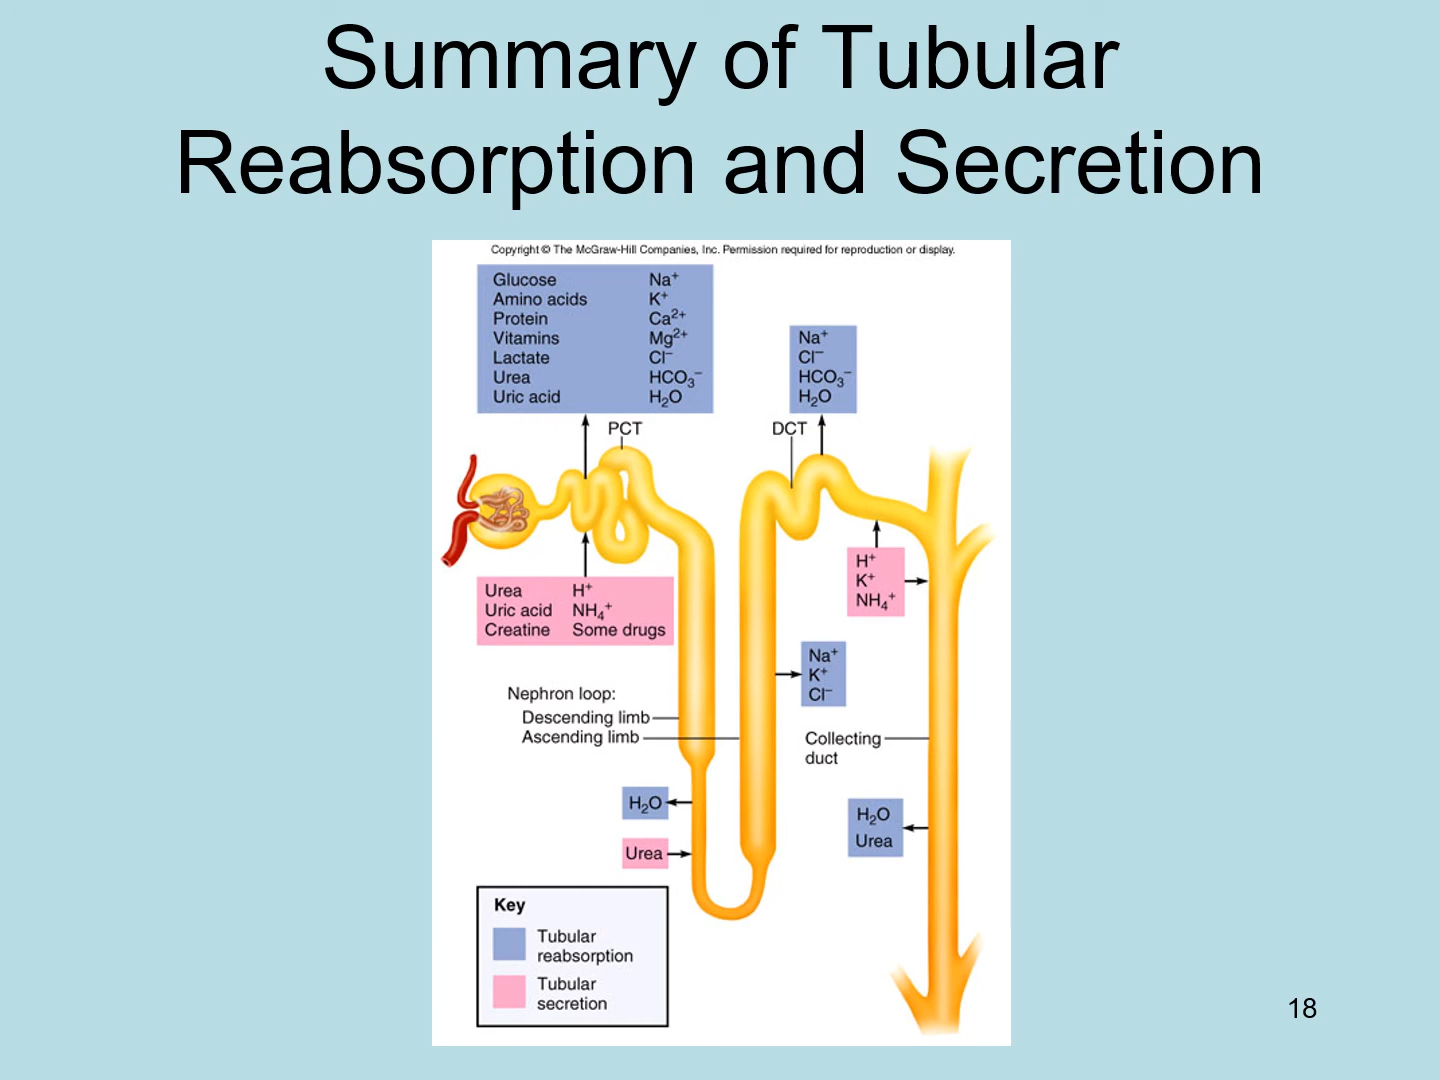 Summary of Tubular
Reabsorption and Secretion
Copyright © The McGraw-Hill Companies, Inc. Permission required for reproduction or display.
Glucose Na⁺
Amino acids K⁺
Protein Ca²⁺
Vitamins Mg²⁺
Lactate Cl⁻
Urea HCO₃⁻
Uric acid H₂O
Na⁺
Cl⁻
HCO₃⁻
H₂O
PCT
DCT
Urea H⁺
Uric acid NH₄⁺
Creatine Some drugs
H⁺
K⁺
NH₄⁺
Na⁺
K⁺
Cl⁻
Nephron loop:
Descending limb
Ascending limb
Collecting
duct
H₂O
Urea
H₂O
Urea
Key
Tubular
reabsorption
Tubular
secretion
18